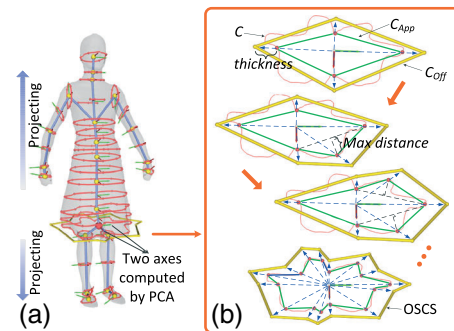 Projecting
Projecting
Two axes
computed
by PCA
(a)
C
C_App
thickness
C_Off
Max distance
OSCS
(b)